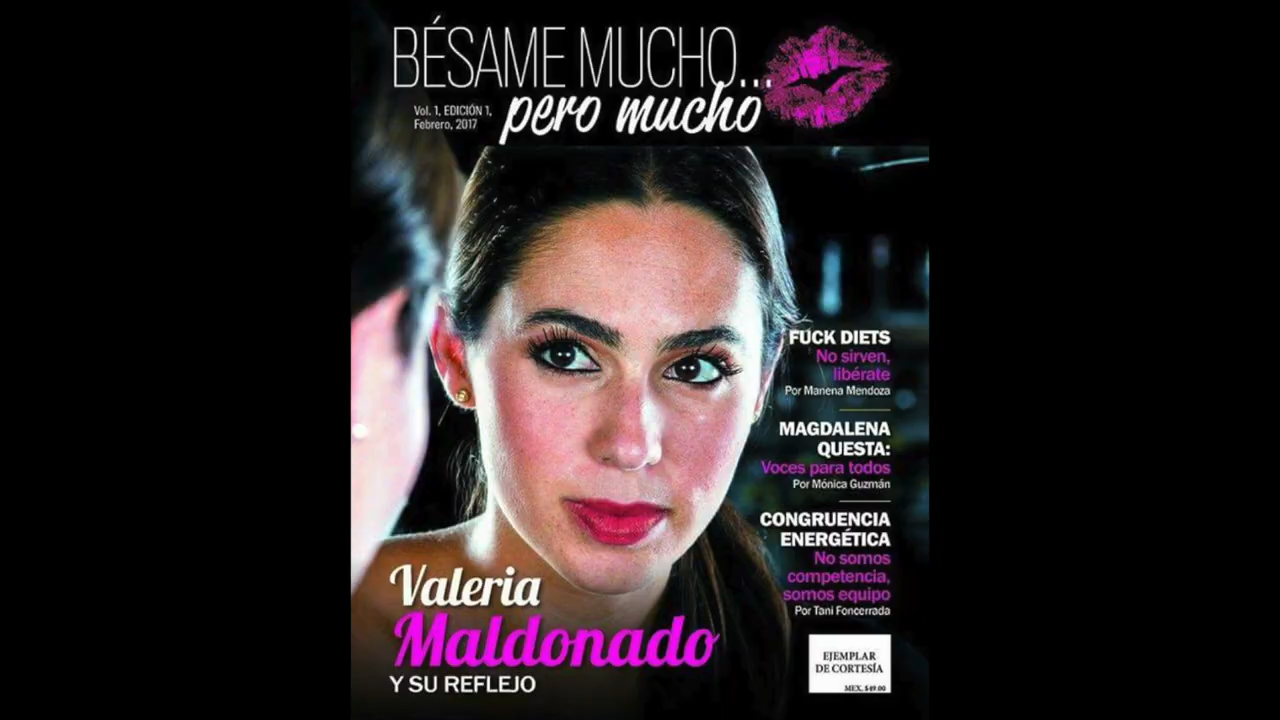 BÉSAME MUCHO...
pero mucho
Vol. 1, EDICIÓN 1,
Febrero, 2017
FUCK DIETS
No sirven,
libérate
Por Manena Mendoza
MAGDALENA
QUESTA:
Voces para todos
Por Mónica Guzmán
CONGRUENCIA
ENERGÉTICA
No somos
competencia,
somos equipo
Por Tani Foncerrada
Valeria
Maldonado
Y SU REFLEJO
EJEMPLAR
DE CORTESÍA
MEX. $49.00